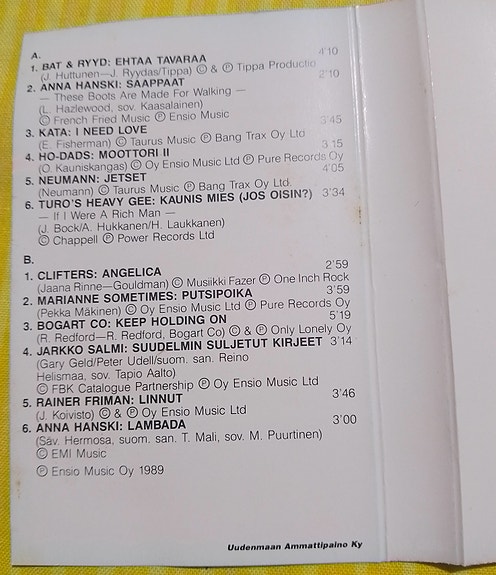 A.
1. BAT & RYYD: EHTAA TAVARAA 4'10
(J. Huttunen—J. Ryydas/Tippa) © & ℗ Tippa Productio
2. ANNA HANSKI: SAAPPAAT 2'10
— These Boots Are Made For Walking —
(L. Hazlewood, sov. Kaasalainen)
© French Fried Music ℗ Ensio Music
3. KATA: I NEED LOVE 3'45
(E. Fisherman) © Taurus Music ℗ Bang Trax Oy Ltd
4. HO-DADS: MOOTTORI II 3'15
(O. Kauniskangas) © Oy Ensio Music Ltd ℗ Pure Records Oy
5. NEUMANN: JETSET 4'05
(Neumann) © Taurus Music ℗ Bang Trax Oy Ltd.
6. TURO'S HEAVY GEE: KAUNIS MIES (JOS OISIN?) 3'34
— If I Were A Rich Man —
(J. Bock/A. Hukkanen/H. Laukkanen)
© Chappell ℗ Power Records Ltd
B.
1. CLIFTERS: ANGELICA 2'59
(Jaana Rinne—Gouldman) © Musiikki Fazer ℗ One Inch Rock
2. MARIANNE SOMETIMES: PUTSIPOIKA 3'59
(Pekka Mäkinen) © Oy Ensio Music Ltd ℗ Pure Records Oy
3. BOGART CO: KEEP HOLDING ON 5'19
(R. Redford—R. Redford, Bogart Co) © & ℗ Only Lonely Oy
4. JARKKO SALMI: SUUDELMIN SULJETUT KIRJEET 3'14
(Gary Geld/Peter Udell/suom. san. Reino
Helismaa, sov. Tapio Aalto)
© FBK Catalogue Partnership ℗ Oy Ensio Music Ltd
5. RAINER FRIMAN: LINNUT 3'46
(J. Koivisto) © & ℗ Oy Ensio Music Ltd
6. ANNA HANSKI: LAMBADA 3'00
(Säv. Hermosa, suom. san. T. Mali, sov. M. Puurtinen)
© EMI Music
℗ Ensio Music Oy 1989
Uudenmaan Ammattipaino Ky